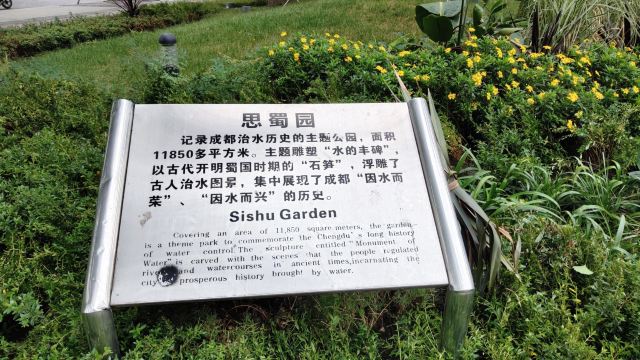 思蜀园
记录成都治水历史的主题公园，面积
11850多平方米。主题雕塑“水的丰碑”，
以古代开明蜀国时期的“石笋”，浮雕了
古人治水图景，集中展现了成都“因水而
荣”、“因水而兴”的历史。
Sishu Garden
Covering an area of 11,850 square meters, the garden
is a theme park to commemorate the Chengdu's long history
of water control. The sculpture entitled "Monument of
Water" is carved with the scenes that the people regulated
and watercourses in ancient times, incarnating the
prosperous history brought by water.